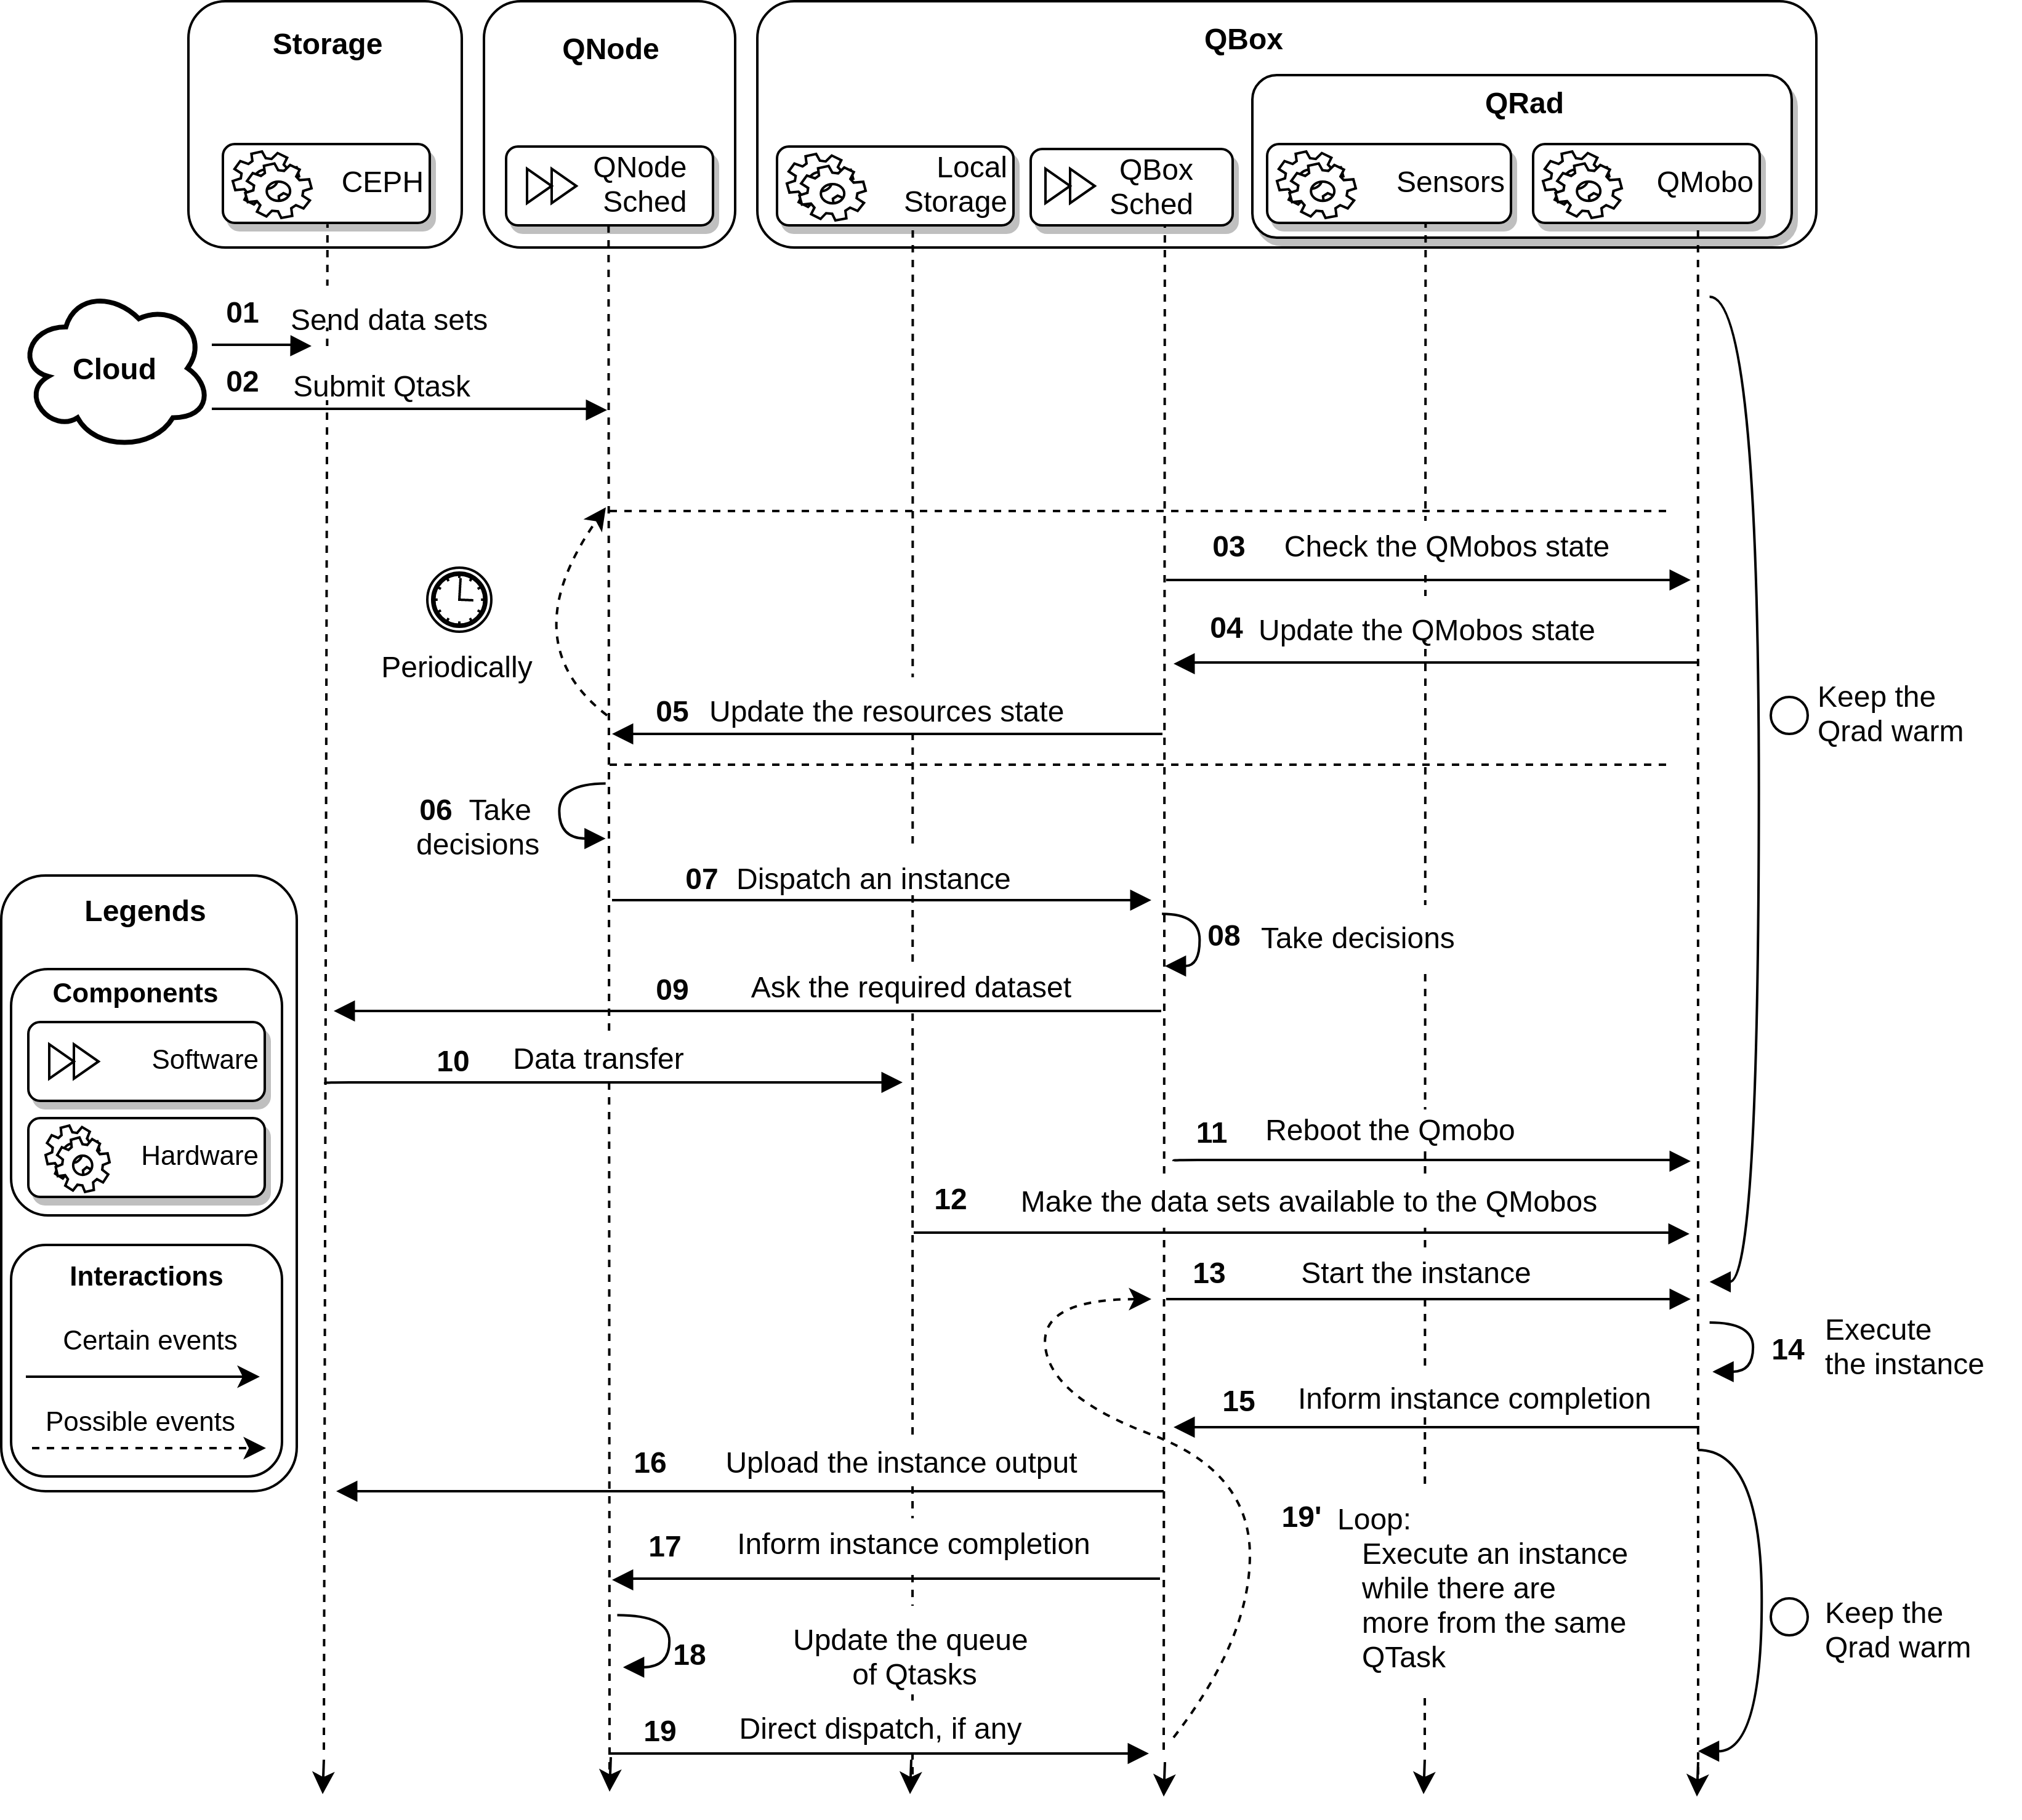 Storage
QNode
QBox
QRad
CEPH
QNode
Sched
Local
Storage
QBox
Sched
Sensors
QMobo
Cloud
01 Send data sets
02 Submit Qtask
03 Check the QMobos state
04 Update the QMobos state
Periodically
05 Update the resources state
Keep the
Qrad warm
06 Take
decisions
07 Dispatch an instance
08 Take decisions
09 Ask the required dataset
10 Data transfer
11 Reboot the Qmobo
12 Make the data sets available to the QMobos
13 Start the instance
14 Execute
the instance
15 Inform instance completion
16 Upload the instance output
17 Inform instance completion
18 Update the queue
of Qtasks
19 Direct dispatch, if any
19' Loop:
Execute an instance
while there are
more from the same
QTask
Keep the
Qrad warm
Legends
Components
Software
Hardware
Interactions
Certain events
Possible events